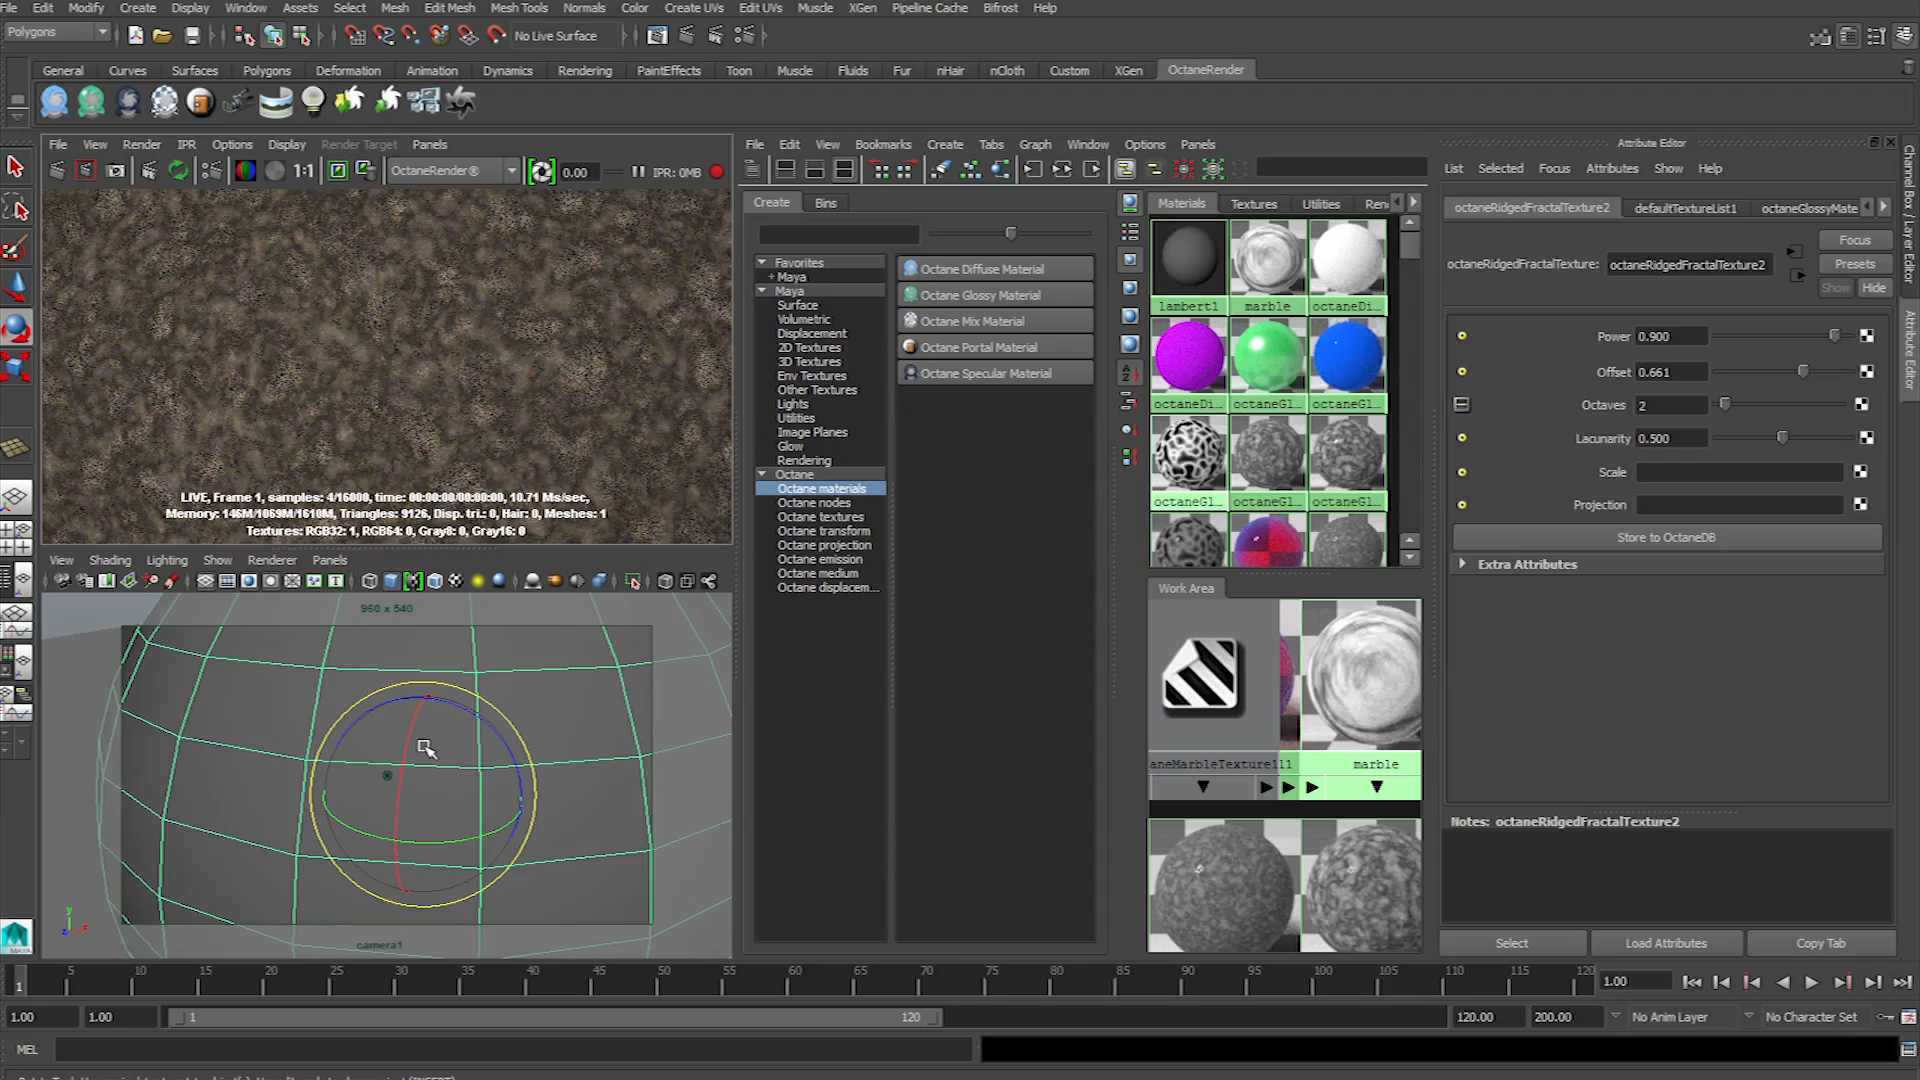 File Edit Modify Create Display Window Assets Select Mesh Edit Mesh Mesh Tools Normals Color Create UVs Edit UVs Muscle XGen Pipeline Cache Bifrost Help
Polygons
No Live Surface
General Curves Surfaces Polygons Deformation Animation Dynamics Rendering PaintEffects Toon Muscle Fluids Fur nHair nCloth Custom XGen OctaneRender
File View Render IPR Options Display Render Target Panels
1:1 OctaneRender® 0.00 IPR: 0MB
LIVE, Frame 1, samples: 4/16000, time: 00:00:00/00:00:00, 10.71 Ms/sec,
Memory: 146M/1069M/1610M, Triangles: 9126, Disp. tri.: 0, Hair: 0, Meshes: 1
Textures: RGB32: 1, RGB64: 0, Gray8: 0, Gray16: 0
View Shading Lighting Show Renderer Panels
960 x 540
camera1
File Edit View Bookmarks Create Tabs Graph Window Options Panels
Create Bins
Favorites
+ Maya
Maya
Surface
Volumetric
Displacement
2D Textures
3D Textures
Env Textures
Other Textures
Lights
Utilities
Image Planes
Glow
Rendering
Octane
Octane materials
Octane nodes
Octane textures
Octane transform
Octane projection
Octane emission
Octane medium
Octane displacem...
Octane Diffuse Material
Octane Glossy Material
Octane Mix Material
Octane Portal Material
Octane Specular Material
Materials Textures Utilities Ren
lambert1 marble octaneDi...
octaneDi... octaneGl... octaneGl...
octaneGl... octaneGl... octaneGl...
Work Area
aneMarbleTexture1 marble
Attribute Editor
List Selected Focus Attributes Show Help
octaneRidgedFractalTexture2 defaultTextureList1 octaneGlossyMate
octaneRidgedFractalTexture: octaneRidgedFractalTexture2
Focus
Presets
Show Hide
Power 0.900
Offset 0.661
Octaves 2
Lacunarity 0.500
Scale
Projection
Store to OctaneDB
Extra Attributes
Notes: octaneRidgedFractalTexture2
Select Load Attributes Copy Tab
Channel Box / Layer Editor
Attribute Editor
MAYA
1 5 10 15 20 25 30 35 40 45 50 55 60 65 70 75 80 85 90 95 100 105 110 115 120
1.00
1.00 1.00 1 120 120.00 200.00 No Anim Layer No Character Set
MEL